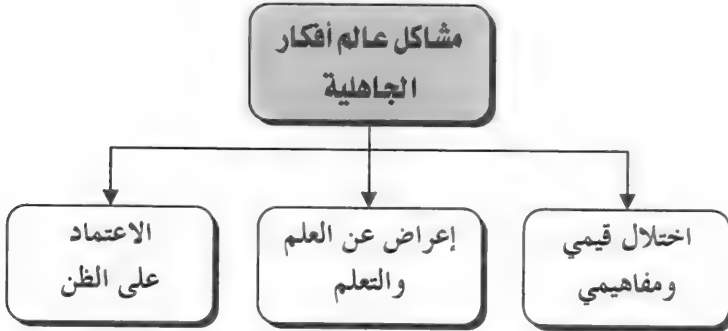 مشاكل عالم أفكار
الجاهلية
اختلال قيمي
ومفاهيمي
إعراض عن العلم
والتعلم
الاعتماد
على الظن